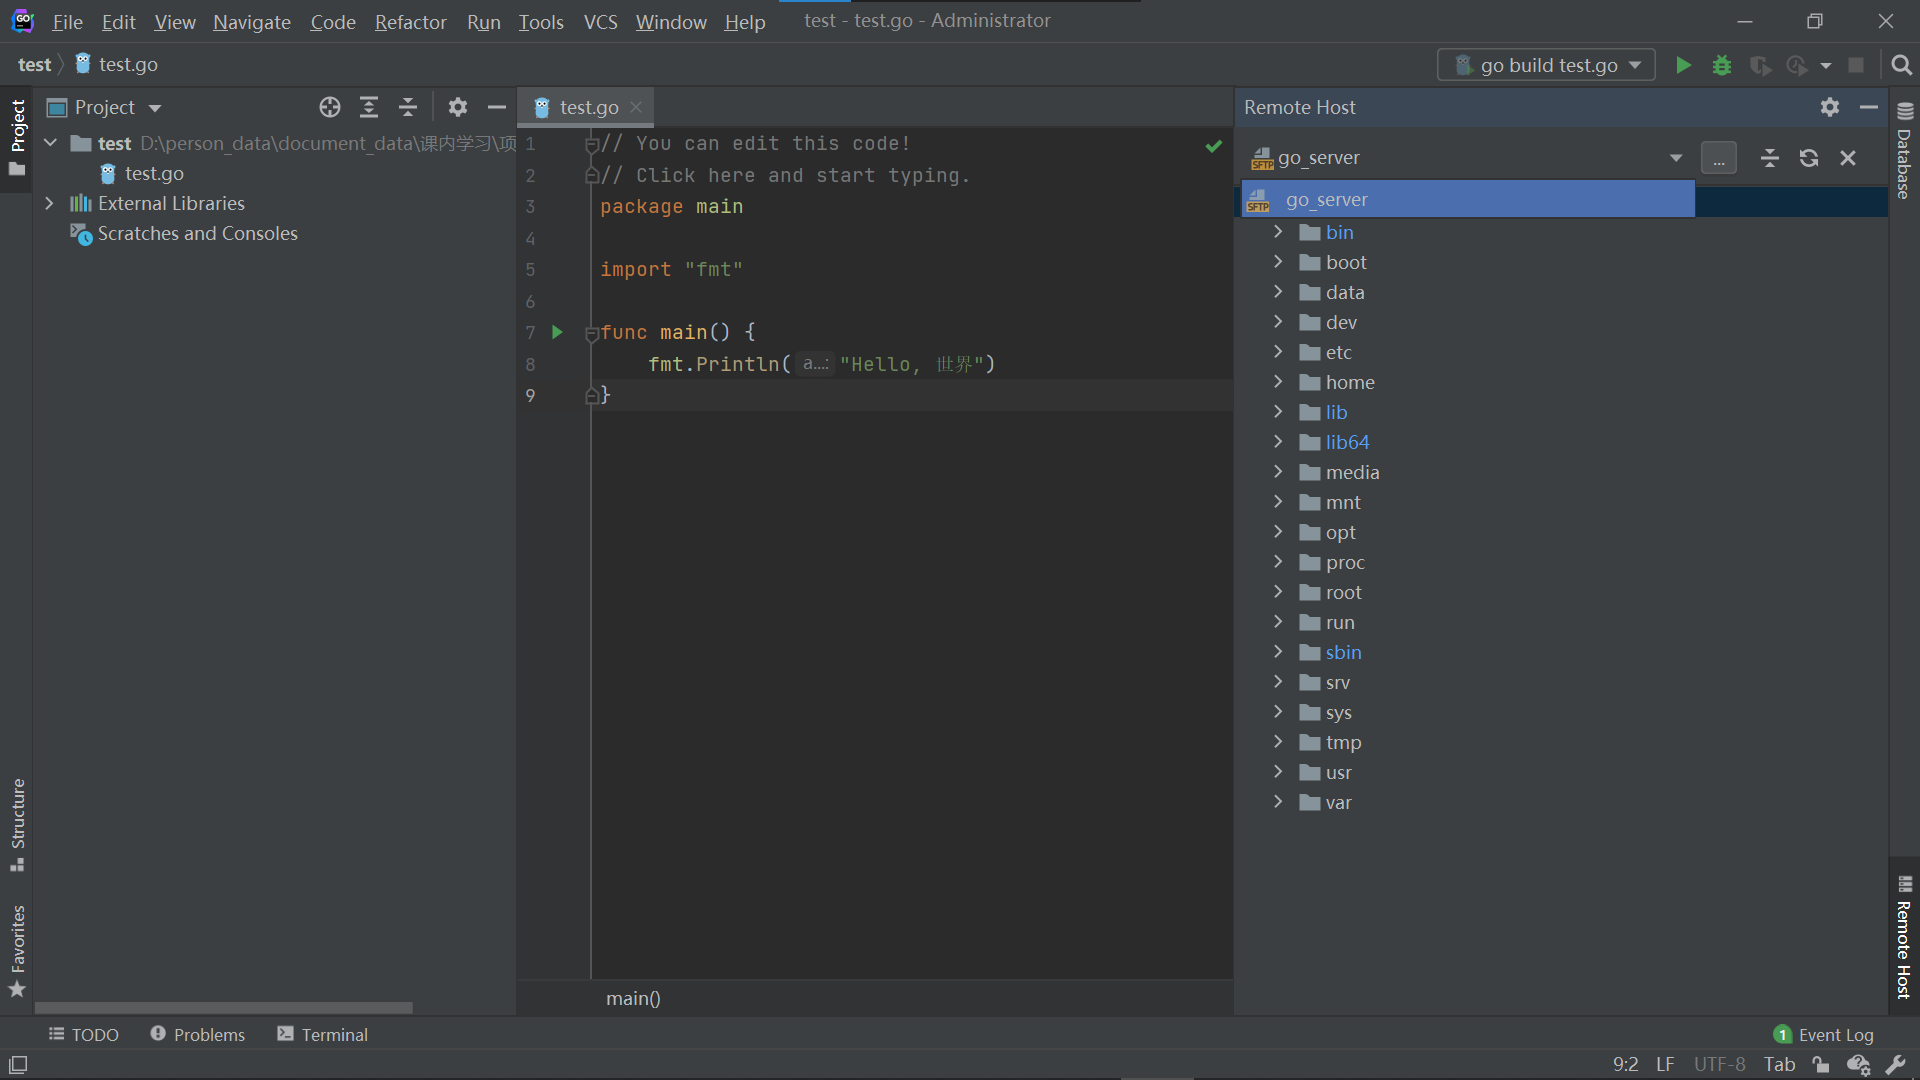 File Edit View Navigate Code Refactor Run Tools VCS Window Help test - test.go - Administrator
test test.go go build test.go
Project
Project
test D:\person_data\document_data\课内学习\项
test.go
External Libraries
Scratches and Consoles
Structure
Favorites
test.go
1 // You can edit this code!
2 // Click here and start typing.
3 package main
4
5 import "fmt"
6
7 func main() {
8 fmt.Println( a...: "Hello, 世界")
9 }
main()
Remote Host
SFTP go_server ...
SFTP go_server
bin
boot
data
dev
etc
home
lib
lib64
media
mnt
opt
proc
root
run
sbin
srv
sys
tmp
usr
var
Database
Remote Host
TODO Problems Terminal 1 Event Log
9:2 LF UTF-8 Tab